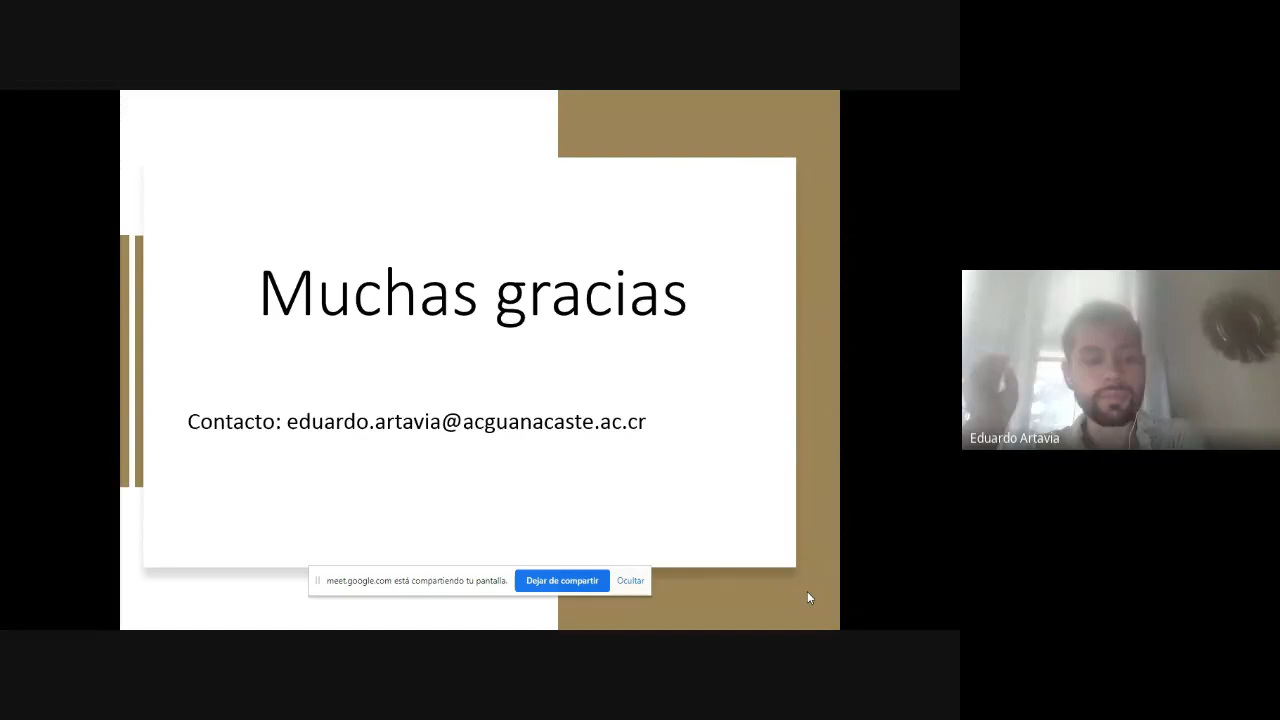 Muchas gracias
Contacto: eduardo.artavia@acguanacaste.ac.cr
meet.google.com está compartiendo tu pantalla.
Dejar de compartir
Ocultar
Eduardo Artavia